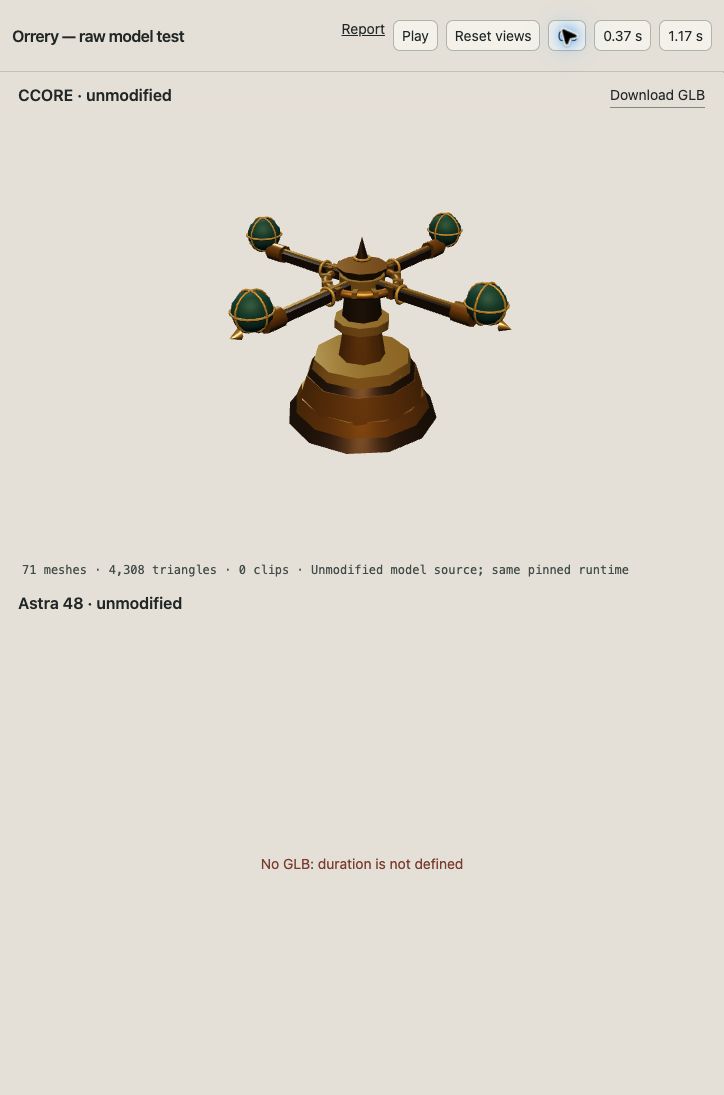 Orrery — raw model test
Report
Play
Reset views
0.37 s
1.17 s
CCORE · unmodified
Download GLB
71 meshes · 4,308 triangles · 0 clips · Unmodified model source; same pinned runtime
Astra 48 · unmodified
No GLB: duration is not defined